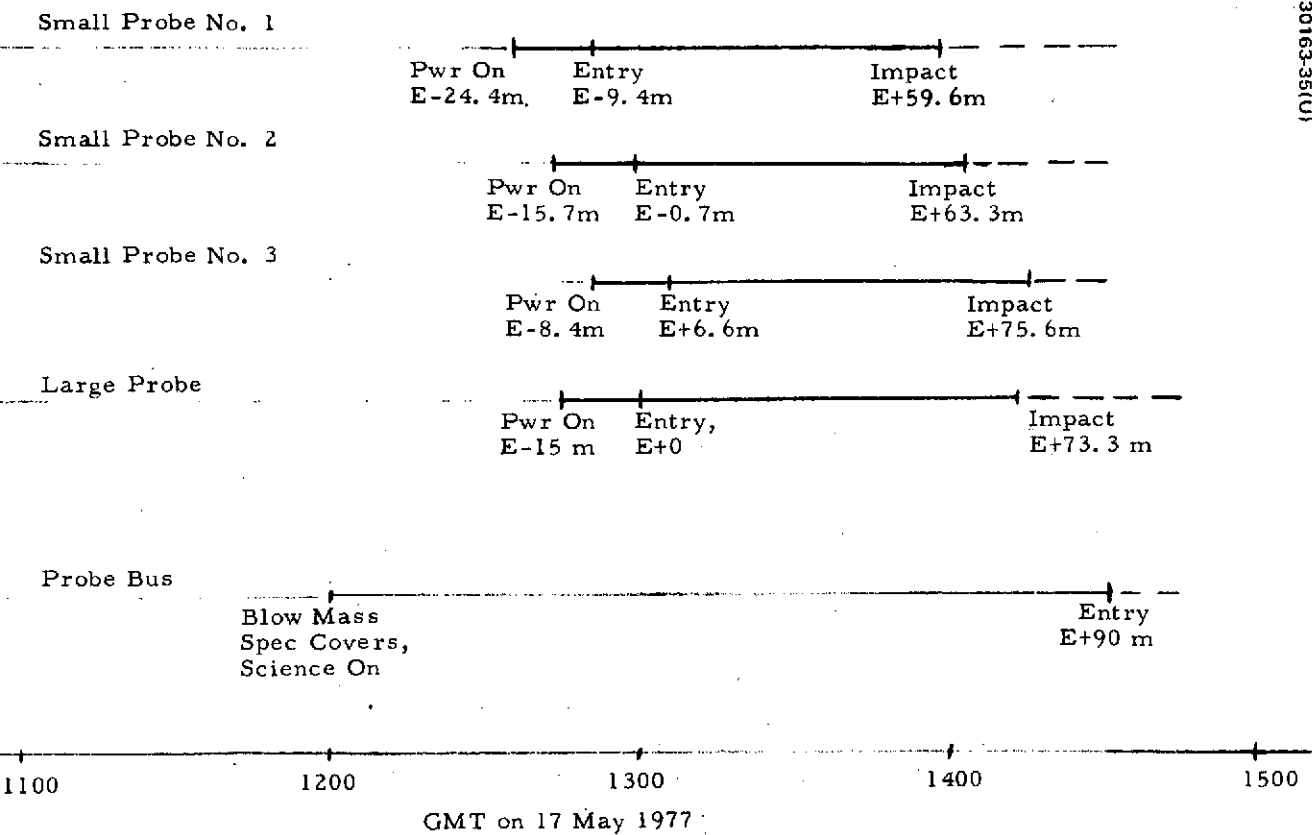 30163-35(U)
Small Probe No. 1
Pwr On Entry Impact
E-24.4m, E-9.4m E+59.6m
Small Probe No. 2
Pwr On Entry Impact
E-15.7m E-0.7m E+63.3m
Small Probe No. 3
Pwr On Entry Impact
E-8.4m E+6.6m E+75.6m
Large Probe
Pwr On Entry, Impact
E-15 m E+0 E+73.3 m
Probe Bus
Blow Mass Entry
Spec Covers, E+90 m
Science On
1100 1200 1300 1400 1500
GMT on 17 May 1977